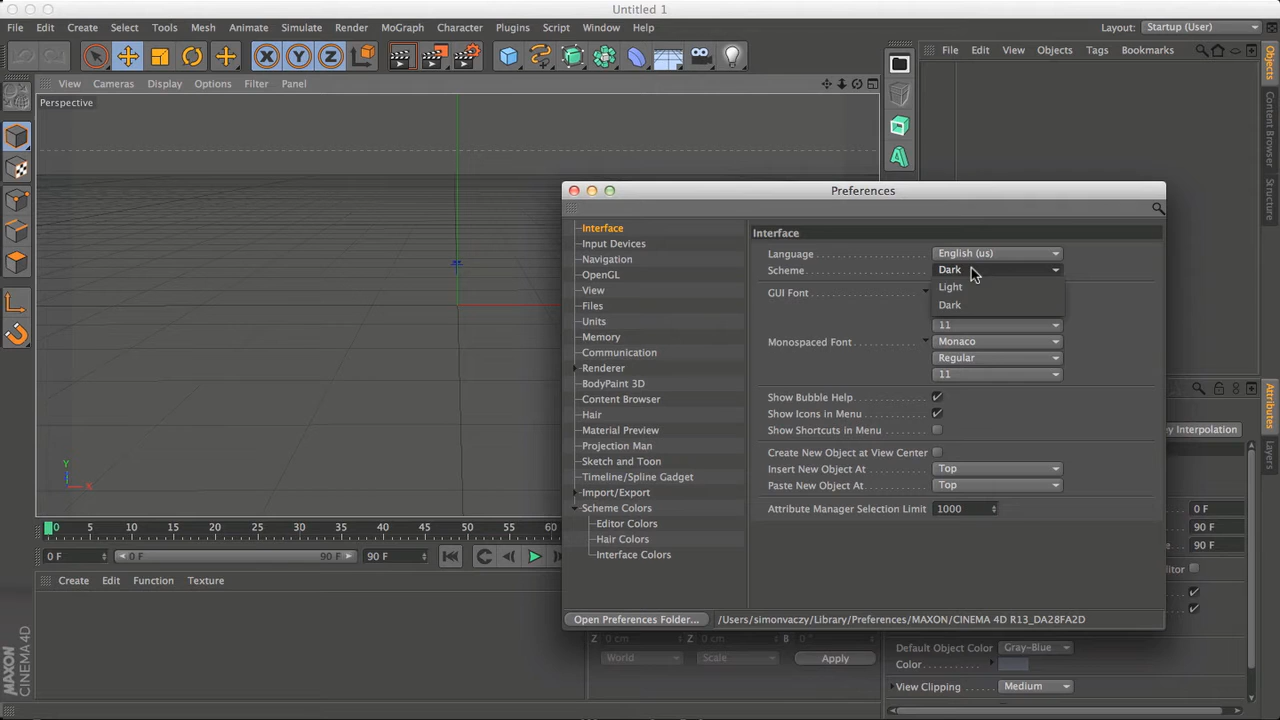 Untitled 1
File Edit Create Select Tools Mesh Animate Simulate Render MoGraph Character Plugins Script Window Help Layout: Startup (User)
X Y Z File Edit View Objects Tags Bookmarks
View Cameras Display Options Filter Panel
Perspective
Objects
Content Browser
Structure
Preferences
Interface
Input Devices
Navigation
OpenGL
View
Files
Units
Memory
Communication
Renderer
BodyPaint 3D
Content Browser
Hair
Material Preview
Projection Man
Sketch and Toon
Timeline/Spline Gadget
Import/Export
Scheme Colors
Editor Colors
Hair Colors
Interface Colors
Interface
Language English (us)
Scheme Dark
Light
Dark
GUI Font
11
Monospaced Font Monaco
Regular
11
Show Bubble Help
Show Icons in Menu
Show Shortcuts in Menu
Create New Object at View Center
Insert New Object At Top
Paste New Object At Top
Attribute Manager Selection Limit 1000
Open Preferences Folder... /Users/simonvaczy/Library/Preferences/MAXON/CINEMA 4D R13_DA28FA2D
Attributes
Layers
ey Interpolation
0 F
90 F
90 F
ditor
Y
X
0 5 10 15 20 25 30 35 40 45 50 55
0 F 0 F 90 F 90 F
Create Edit Function Texture
Z 0 cm Z 0 cm B 0 °
World Scale Apply
Default Object Color Gray-Blue
Color
View Clipping Medium
MAXON
CINEMA 4D